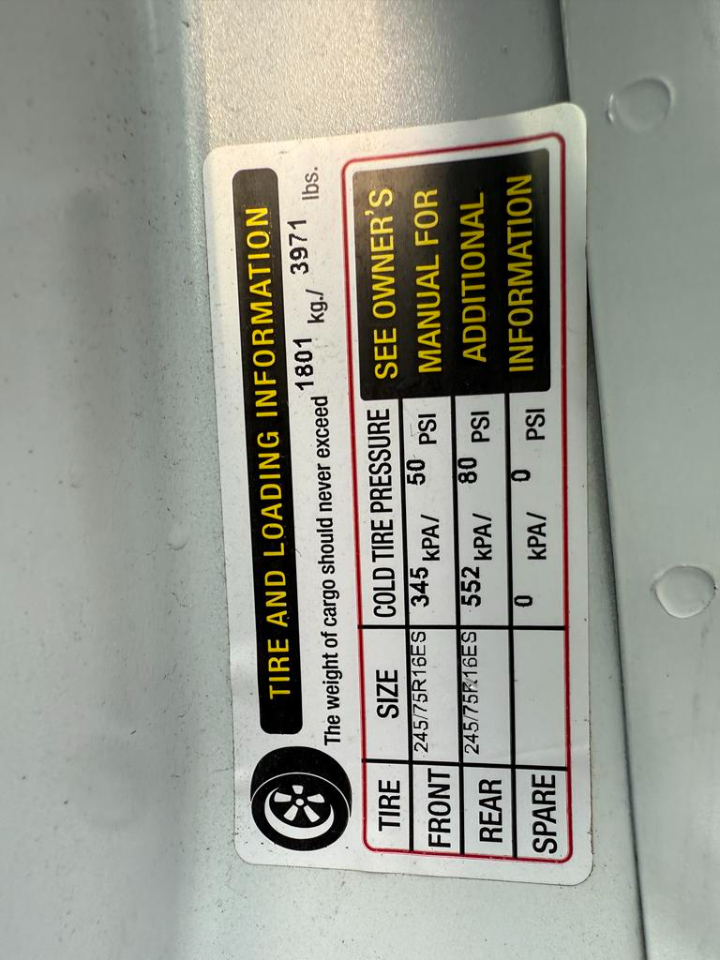 TIRE AND LOADING INFORMATION
The weight of cargo should never exceed 1801 kg./ 3971 lbs.
TIRE SIZE COLD TIRE PRESSURE
FRONT 245/75R16ES 345 kPA/ 50 PSI
REAR 245/75R16ES 552 kPA/ 80 PSI
SPARE 0 kPA/ 0 PSI
SEE OWNER'S
MANUAL FOR
ADDITIONAL
INFORMATION